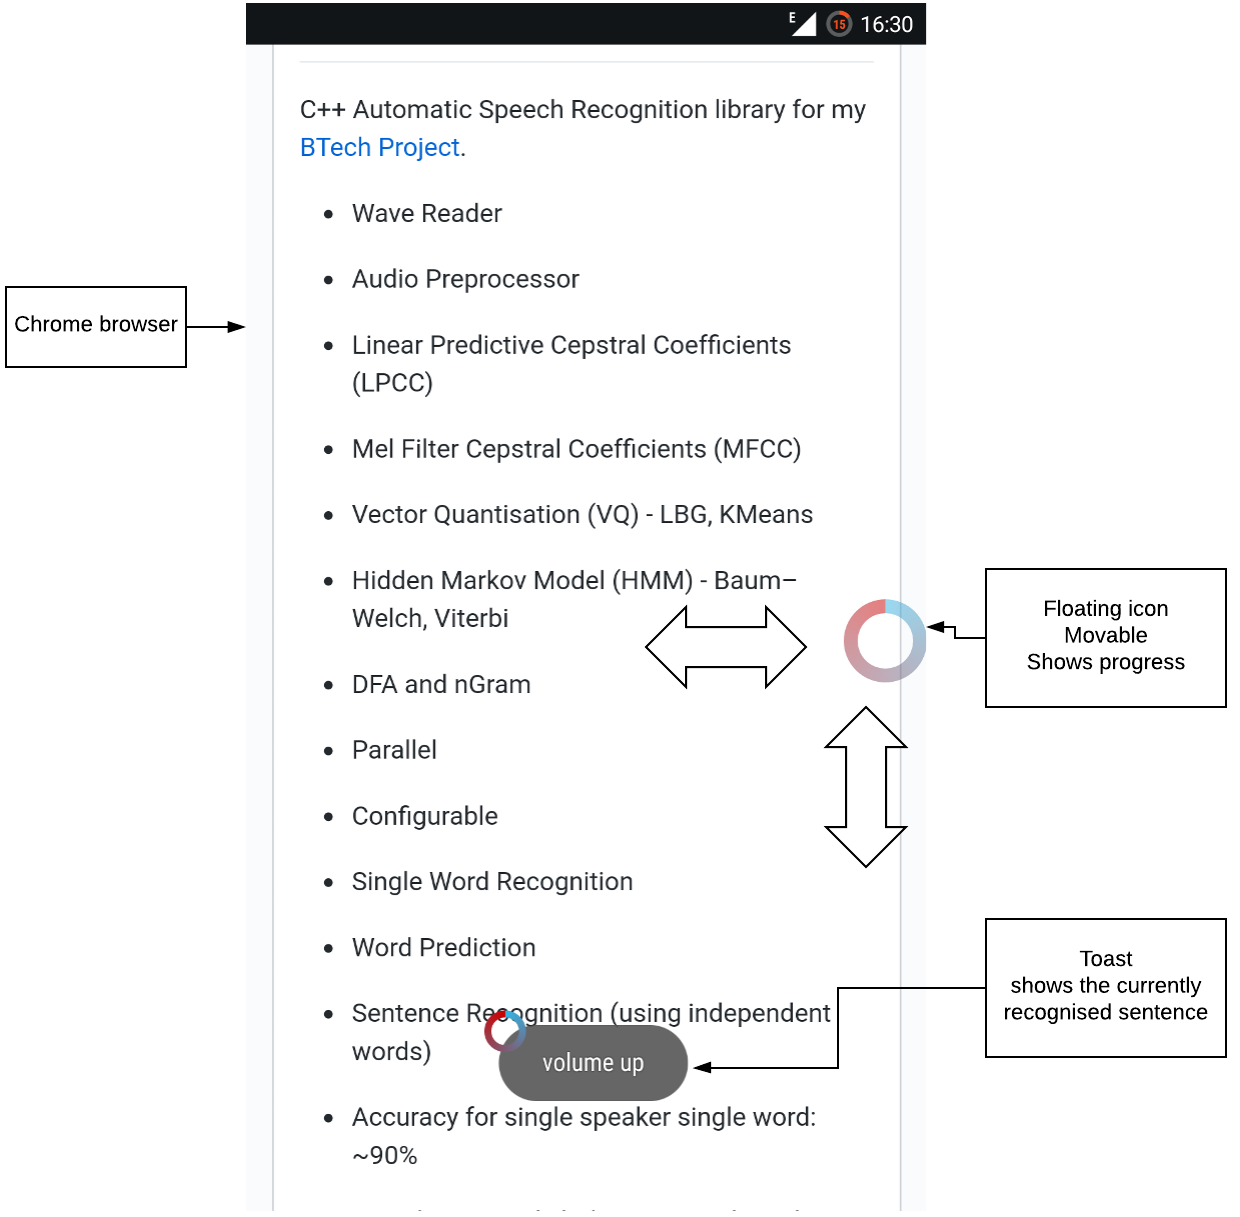 E 15 16:30
C++ Automatic Speech Recognition library for my
BTech Project.
• Wave Reader
• Audio Preprocessor
Chrome browser
• Linear Predictive Cepstral Coefficients
(LPCC)
• Mel Filter Cepstral Coefficients (MFCC)
• Vector Quantisation (VQ) - LBG, KMeans
• Hidden Markov Model (HMM) - Baum–
Welch, Viterbi
Floating icon
Movable
Shows progress
• DFA and nGram
• Parallel
• Configurable
• Single Word Recognition
• Word Prediction
Toast
shows the currently
recognised sentence
• Sentence Recognition (using independent
words)
volume up
• Accuracy for single speaker single word:
~90%